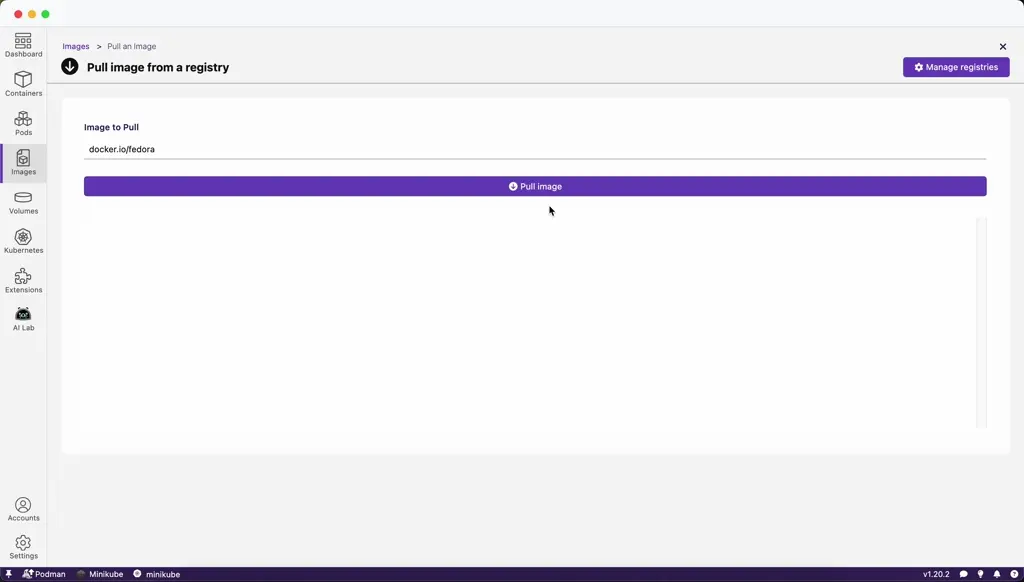 Images > Pull an Image
Pull image from a registry
Manage registries
Dashboard
Containers
Pods
Images
Volumes
Kubernetes
Extensions
AI Lab
Accounts
Settings
Image to Pull
docker.io/fedora
Pull image
Podman
Minikube
minikube
v1.20.2